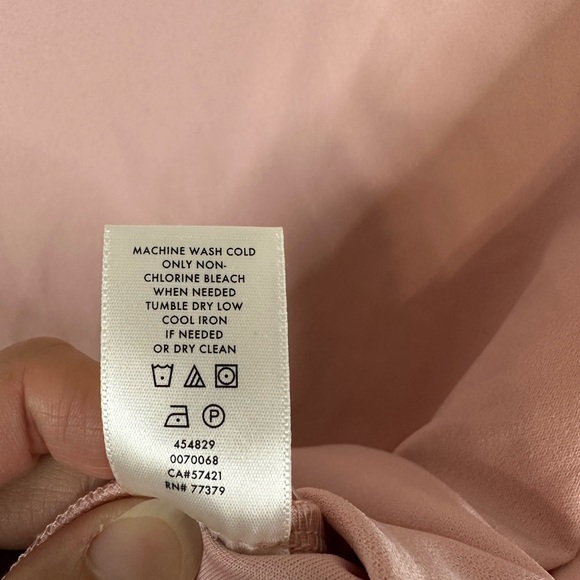 MACHINE WASH COLD
ONLY NON-
CHLORINE BLEACH
WHEN NEEDED
TUMBLE DRY LOW
COOL IRON
IF NEEDED
OR DRY CLEAN
P
454829
0070068
CA#57421
RN# 77379